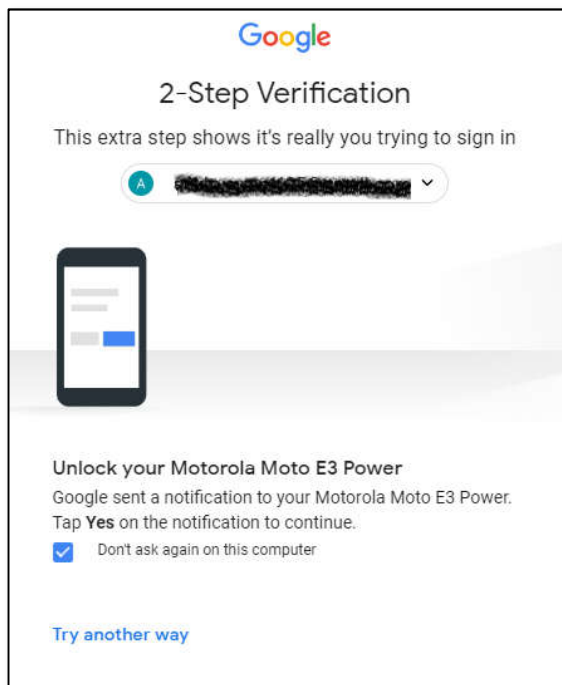 Google
2-Step Verification
This extra step shows it's really you trying to sign in
A
Unlock your Motorola Moto E3 Power
Google sent a notification to your Motorola Moto E3 Power.
Tap Yes on the notification to continue.
Don't ask again on this computer
Try another way